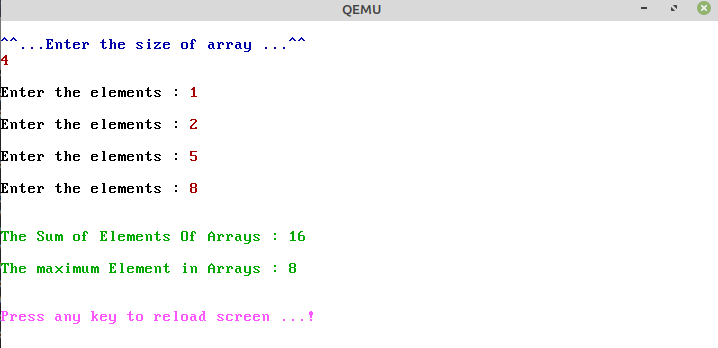 QEMU
^^...Enter the size of array ...^^
4
Enter the elements : 1
Enter the elements : 2
Enter the elements : 5
Enter the elements : 8
The Sum of Elements Of Arrays : 16
The maximum Element in Arrays : 8
Press any key to reload screen ...!